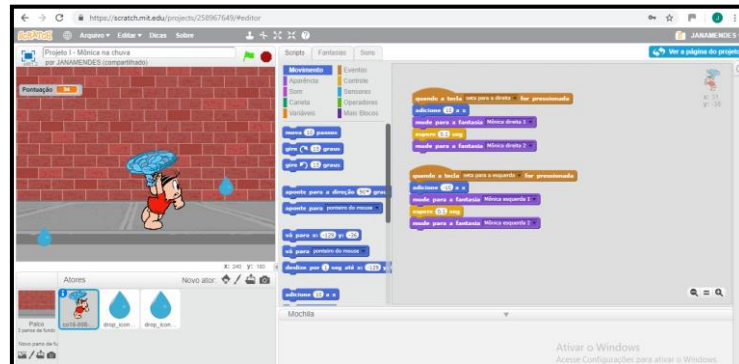 https://scratch.mit.edu/projects/258967649/#editor
SCRATCH Arquivo Editar Dicas Sobre JANAMENDES
Projeto I - Mônica na chuva
por JANAMENDES (compartilhado)
Ver a página do projeto
Pontuação
Scripts Fantasias Sons
Movimento Eventos
Aparência Controle
Som Sensores
Caneta Operadores
Variáveis Mais Blocos
mova 10 passos
gire 15 graus
gire 15 graus
aponte para a direção 90 graus
aponte para ponteiro do mouse
vá para x: -129 y: -36
vá para ponteiro do mouse
deslize por 1 seg até x: -129 y
adicione 10 a x
quando a tecla seta para a direita for pressionada
adicione 10 a x
mude para a fantasia Mônica direita 1
espere 0.1 seg
mude para a fantasia Mônica direita 2
quando a tecla seta para a esquerda for pressionada
adicione -10 a x
mude para a fantasia Mônica esquerda 1
espere 0.1 seg
mude para a fantasia Mônica esquerda 2
X: 240 Y: 180
Atores Novo ator:
Palco
drop_icon...
drop_icon...
Mochila
Ativar o Windows
Acesse Configurações para ativar o Windows.